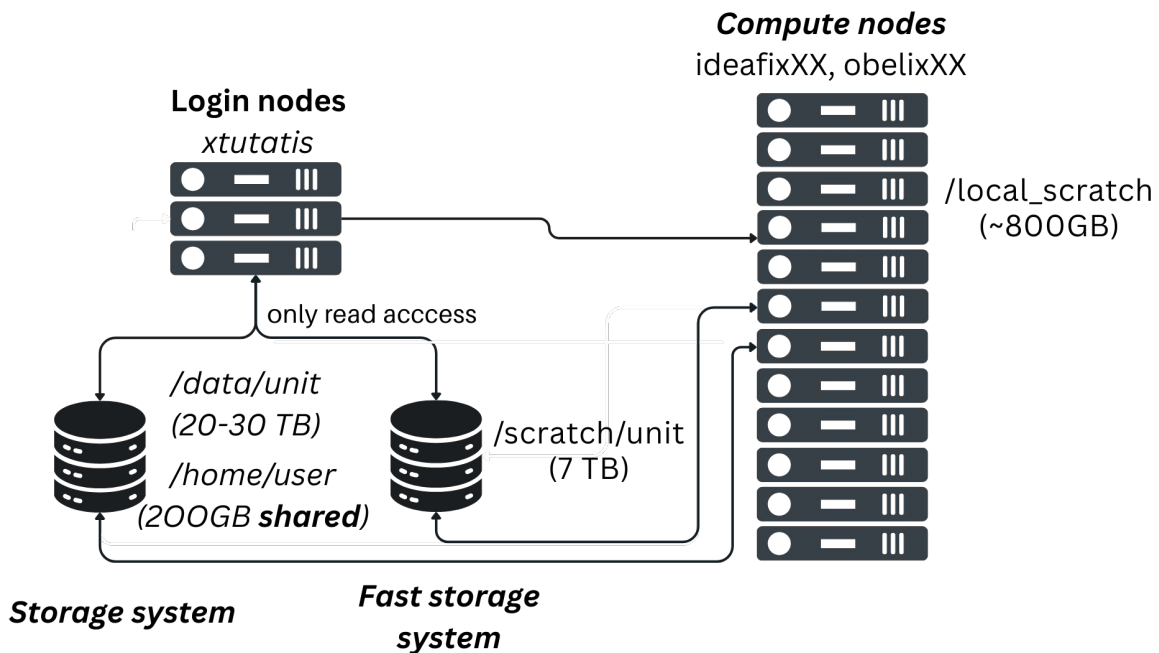 Compute nodes
ideafixXX, obelixXX
Login nodes
xtutatis
/local_scratch
(~800GB)
only read acccess
/data/unit
(20-30 TB)
/home/user
(200GB shared)
/scratch/unit
(7 TB)
Storage system
Fast storage
system